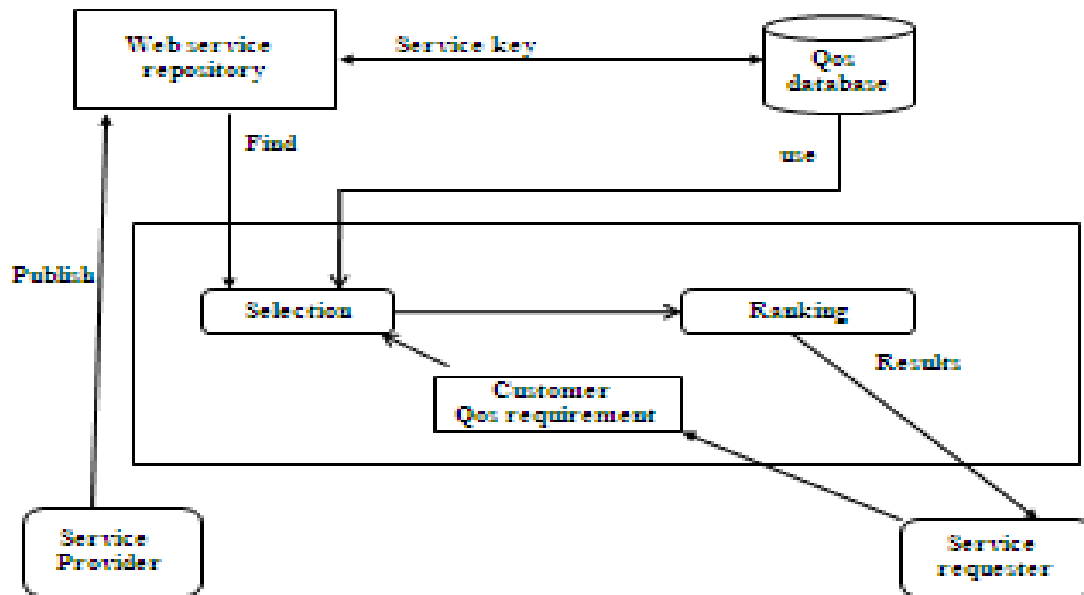 Web service
repository
Service key
Qos
database
Find
use
Publish
Selection
Ranking
Results
Customer
Qos requirement
Service
Provider
Service
requester